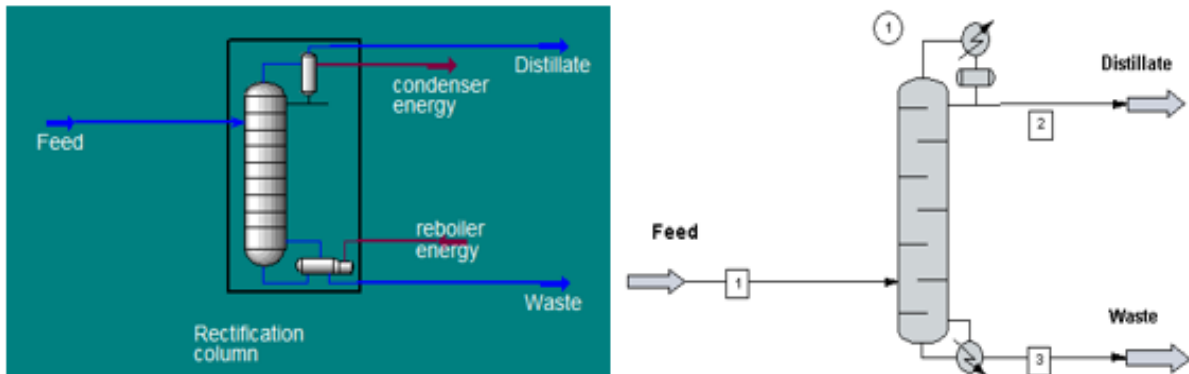 Distillate
condenser
energy
Feed
reboiler
energy
Waste
Rectification
column
1
Distillate
2
Feed
1
Waste
3